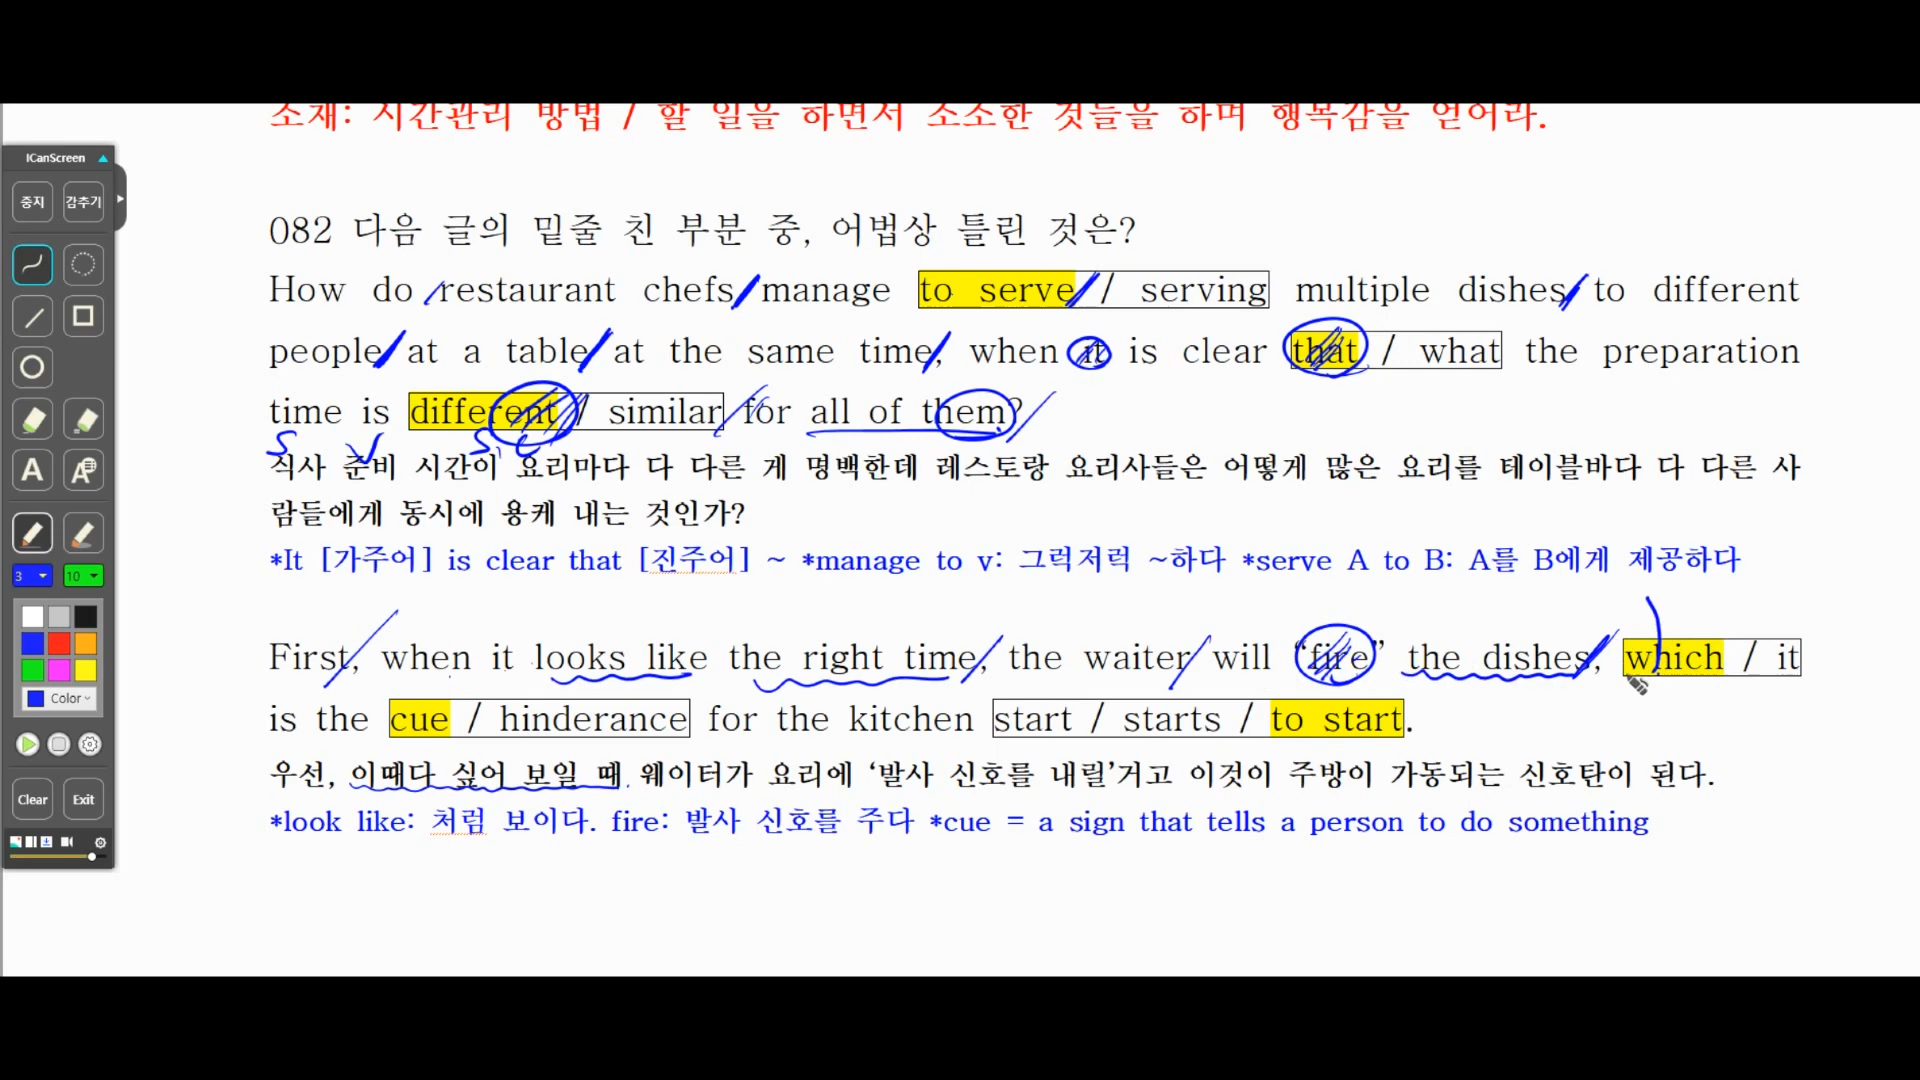 소재: 시간관리 방법 / 할 일을 하면서 소소한 것들을 하며 행복감을 얻어라.
ICanScreen
중지 감추기
082 다음 글의 밑줄 친 부분 중, 어법상 틀린 것은?
How do restaurant chefs manage to serve / serving multiple dishes to different
people at a table at the same time, when it is clear that / what the preparation
time is different / similar for all of them?
S V S.C
식사 준비 시간이 요리마다 다 다른 게 명백한데 레스토랑 요리사들은 어떻게 많은 요리를 테이블마다 다 다른 사
람들에게 동시에 용케 내는 것인가?
*It [가주어] is clear that [진주어] ~ *manage to v: 그럭저럭 ~하다 *serve A to B: A를 B에게 제공하다
First, when it looks like the right time, the waiter will “fire” the dishes, which / it
is the cue / hinderance for the kitchen start / starts / to start.
우선, 이때다 싶어 보일 때 웨이터가 요리에 ‘발사 신호를 내릴’거고 이것이 주방이 가동되는 신호탄이 된다.
*look like: 처럼 보이다. fire: 발사 신호를 주다 *cue = a sign that tells a person to do something
A A
3 10
Color
Clear Exit